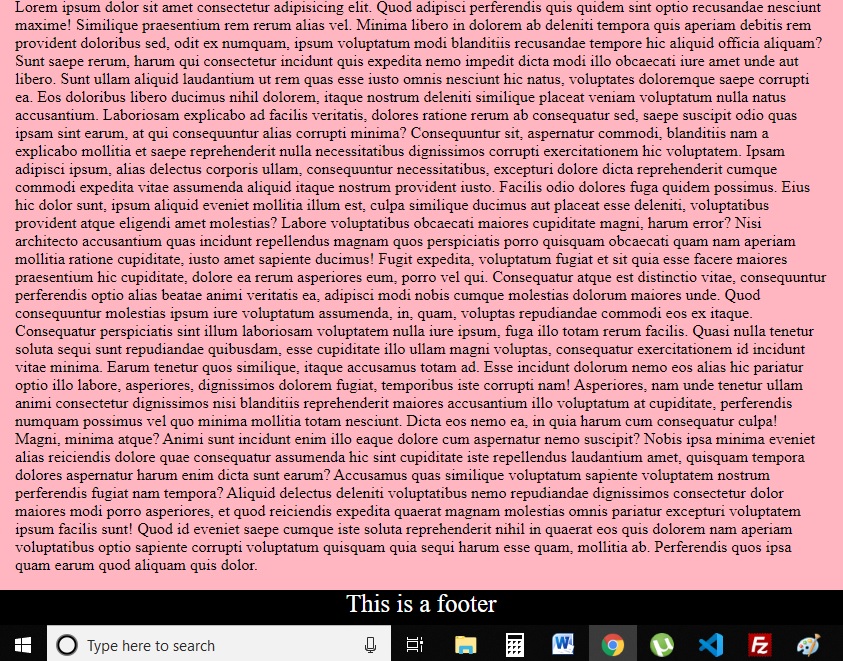 Lorem ipsum dolor sit amet consectetur adipisicing elit. Quod adipisci perferendis quis quidem sint optio recusandae nesciunt
maxime! Similique praesentium rem rerum alias vel. Minima libero in dolorem ab deleniti tempora quis aperiam debitis rem
provident doloribus sed, odit ex numquam, ipsum voluptatum modi blanditiis recusandae tempore hic aliquid officia aliquam?
Sunt saepe rerum, harum qui consectetur incidunt quis expedita nemo impedit dicta modi illo obcaecati iure amet unde aut
libero. Sunt ullam aliquid laudantium ut rem quas esse iusto omnis nesciunt hic natus, voluptates doloremque saepe corrupti
ea. Eos doloribus libero ducimus nihil dolorem, itaque nostrum deleniti similique placeat veniam voluptatum nulla natus
accusantium. Laboriosam explicabo ad facilis veritatis, dolores ratione rerum ab consequatur sed, saepe suscipit odio quas
ipsam sint earum, at qui consequuntur alias corrupti minima? Consequuntur sit, aspernatur commodi, blanditiis nam a
explicabo mollitia et saepe reprehenderit nulla necessitatibus dignissimos corrupti exercitationem hic voluptatem. Ipsam
adipisci ipsum, alias delectus corporis ullam, consequuntur necessitatibus, excepturi dolore dicta reprehenderit cumque
commodi expedita vitae assumenda aliquid itaque nostrum provident iusto. Facilis odio dolores fuga quidem possimus. Eius
hic dolor sunt, ipsum aliquid eveniet mollitia illum est, culpa similique ducimus aut placeat esse deleniti, voluptatibus
provident atque eligendi amet molestias? Labore voluptatibus obcaecati maiores cupiditate magni, harum error? Nisi
architecto accusantium quas incidunt repellendus magnam quos perspiciatis porro quisquam obcaecati quam nam aperiam
mollitia ratione cupiditate, iusto amet sapiente ducimus! Fugit expedita, voluptatum fugiat et sit quia esse facere maiores
praesentium hic cupiditate, dolore ea rerum asperiores eum, porro vel qui. Consequatur atque est distinctio vitae, consequuntur
perferendis optio alias beatae animi veritatis ea, adipisci modi nobis cumque molestias dolorum maiores unde. Quod
consequuntur molestias ipsum iure voluptatum assumenda, in, quam, voluptas repudiandae commodi eos ex itaque.
Consequatur perspiciatis sint illum laboriosam voluptatem nulla iure ipsum, fuga illo totam rerum facilis. Quasi nulla tenetur
soluta sequi sunt repudiandae quibusdam, esse cupiditate illo ullam magni voluptas, consequatur exercitationem id incidunt
vitae minima. Earum tenetur quos similique, itaque accusamus totam ad. Esse incidunt dolorum nemo eos alias hic pariatur
optio illo labore, asperiores, dignissimos dolorem fugiat, temporibus iste corrupti nam! Asperiores, nam unde tenetur ullam
animi consectetur dignissimos nisi blanditiis reprehenderit maiores accusantium illo voluptatum at cupiditate, perferendis
numquam possimus vel quo minima mollitia totam nesciunt. Dicta eos nemo ea, in quia harum cum consequatur culpa!
Magni, minima atque? Animi sunt incidunt enim illo eaque dolore cum aspernatur nemo suscipit? Nobis ipsa minima eveniet
alias reiciendis dolore quae consequatur assumenda hic sint cupiditate iste repellendus laudantium amet, quisquam tempora
dolores aspernatur harum enim dicta sunt earum? Accusamus quas similique voluptatum sapiente voluptatem nostrum
perferendis fugiat nam tempora? Aliquid delectus deleniti voluptatibus nemo repudiandae dignissimos consectetur dolor
maiores modi porro asperiores, et quod reiciendis expedita quaerat magnam molestias omnis pariatur excepturi voluptatem
ipsum facilis sunt! Quod id eveniet saepe cumque iste soluta reprehenderit nihil in quaerat eos quis dolorem nam aperiam
voluptatibus optio sapiente corrupti voluptatum quisquam quia sequi harum esse quam, mollitia ab. Perferendis quos ipsa
quam earum quod aliquam quis dolor.
This is a footer
Type here to search